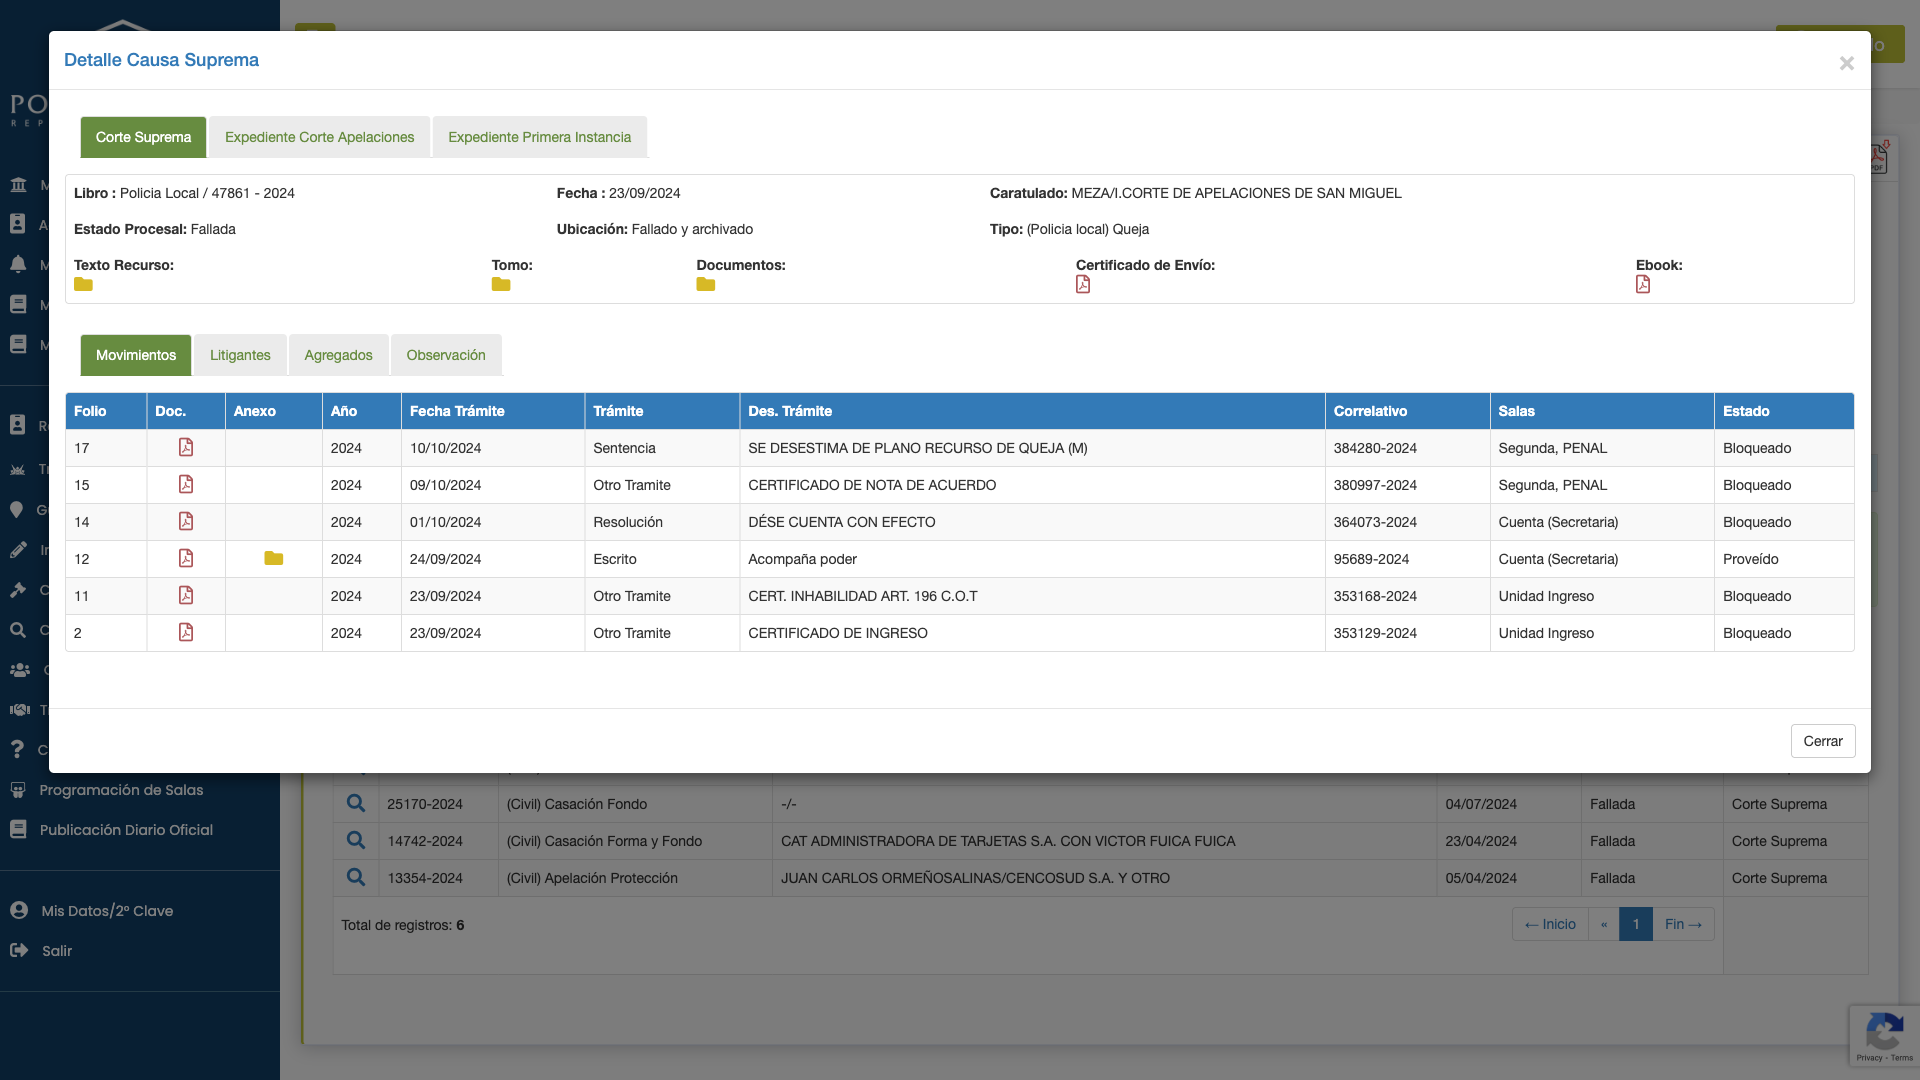 Detalle Causa Suprema
×
Corte Suprema
Expediente Corte Apelaciones
Expediente Primera Instancia
Libro : Policia Local / 47861 - 2024
Fecha : 23/09/2024
Caratulado: MEZA/I.CORTE DE APELACIONES DE SAN MIGUEL
Estado Procesal: Fallada
Ubicación: Fallado y archivado
Tipo: (Policia local) Queja
Texto Recurso:
Tomo:
Documentos:
Certificado de Envío:
Ebook:
Movimientos
Litigantes
Agregados
Observación
Folio Doc. Anexo Año Fecha Trámite Trámite Des. Trámite Correlativo Salas Estado
17 2024 10/10/2024 Sentencia SE DESESTIMA DE PLANO RECURSO DE QUEJA (M) 384280-2024 Segunda, PENAL Bloqueado
15 2024 09/10/2024 Otro Tramite CERTIFICADO DE NOTA DE ACUERDO 380997-2024 Segunda, PENAL Bloqueado
14 2024 01/10/2024 Resolución DÉSE CUENTA CON EFECTO 364073-2024 Cuenta (Secretaria) Bloqueado
12 2024 24/09/2024 Escrito Acompaña poder 95689-2024 Cuenta (Secretaria) Proveído
11 2024 23/09/2024 Otro Tramite CERT. INHABILIDAD ART. 196 C.O.T 353168-2024 Unidad Ingreso Bloqueado
2 2024 23/09/2024 Otro Tramite CERTIFICADO DE INGRESO 353129-2024 Unidad Ingreso Bloqueado
Cerrar
Programación de Salas
Publicación Diario Oficial
Mis Datos/2º Clave
Salir
25170-2024 (Civil) Casación Fondo -/- 04/07/2024 Fallada Corte Suprema
14742-2024 (Civil) Casación Forma y Fondo CAT ADMINISTRADORA DE TARJETAS S.A. CON VICTOR FUICA FUICA 23/04/2024 Fallada Corte Suprema
13354-2024 (Civil) Apelación Protección JUAN CARLOS ORMEÑOSALINAS/CENCOSUD S.A. Y OTRO 05/04/2024 Fallada Corte Suprema
Total de registros: 6
← Inicio « 1 Fin →
Privacy - Terms